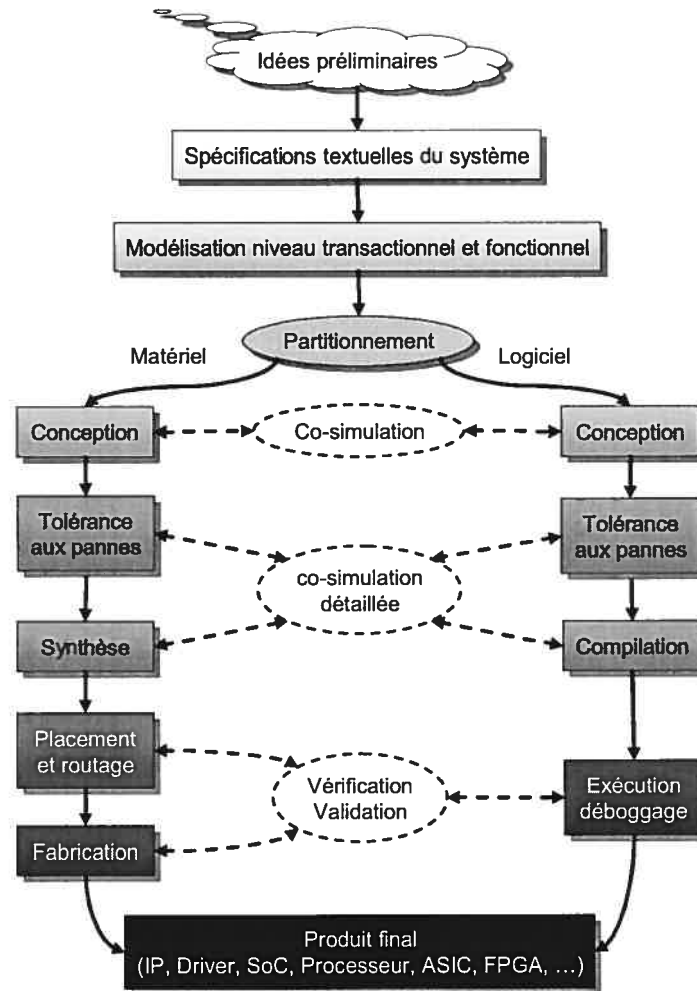 Idées préliminaires
Spécifications textuelles du système
Modélisation niveau transactionnel et fonctionnel
Partitionnement
Matériel
Logiciel
Conception
Co-simulation
Conception
Tolérance
aux pannes
co-simulation
détaillée
Tolérance
aux pannes
Synthèse
Compilation
Placement
et routage
Vérification
Validation
Exécution
déboggage
Fabrication
Produit final
(IP, Driver, SoC, Processeur, ASIC, FPGA, ...)